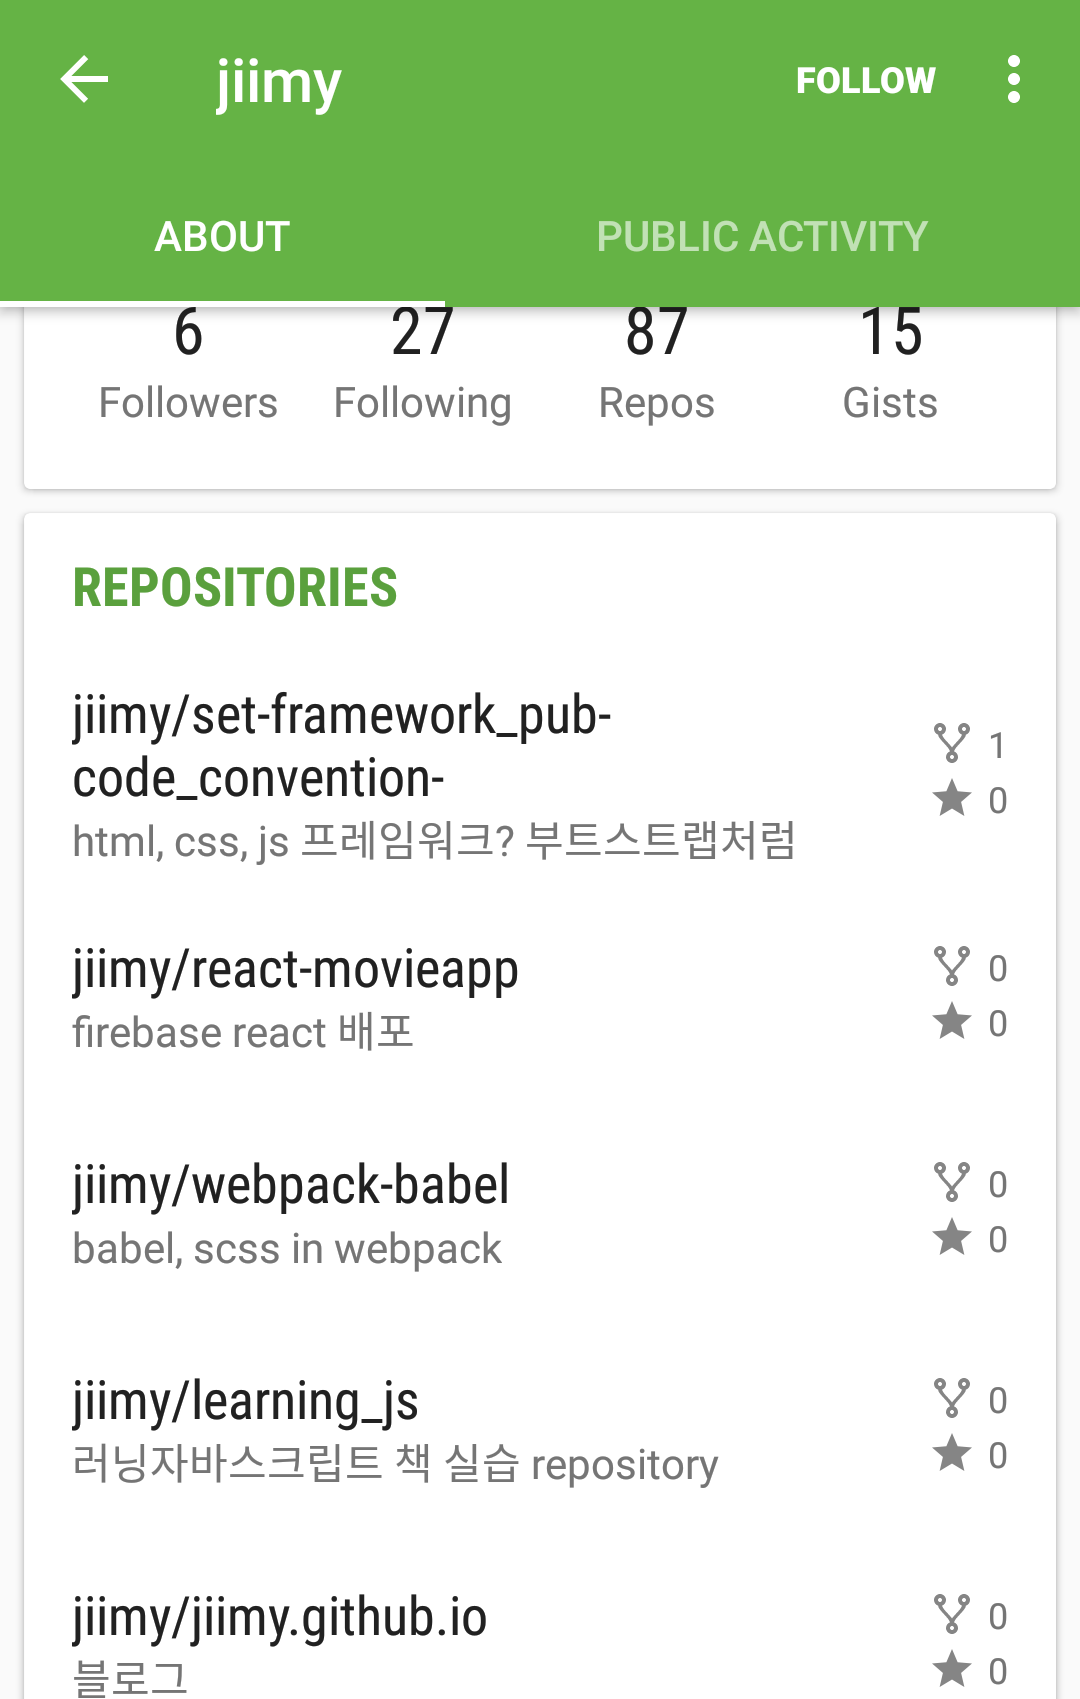 jiimy
FOLLOW
ABOUT
PUBLIC ACTIVITY
6
27
87
15
Followers
Following
Repos
Gists
REPOSITORIES
jiimy/set-framework_pub-
code_convention-
html, css, js 프레임워크? 부트스트랩처럼
1
0
jiimy/react-movieapp
firebase react 배포
0
0
jiimy/webpack-babel
babel, scss in webpack
0
0
jiimy/learning_js
러닝자바스크립트 책 실습 repository
0
0
jiimy/jiimy.github.io
블로그
0
0